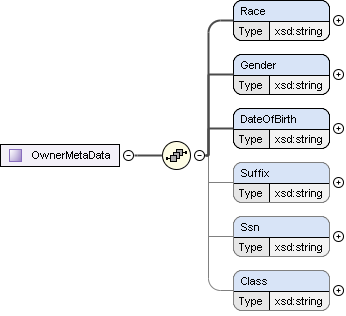 Race
Type xsd:string
Gender
Type xsd:string
DateOfBirth
Type xsd:string
OwnerMetaData
Suffix
Type xsd:string
Ssn
Type xsd:string
Class
Type xsd:string